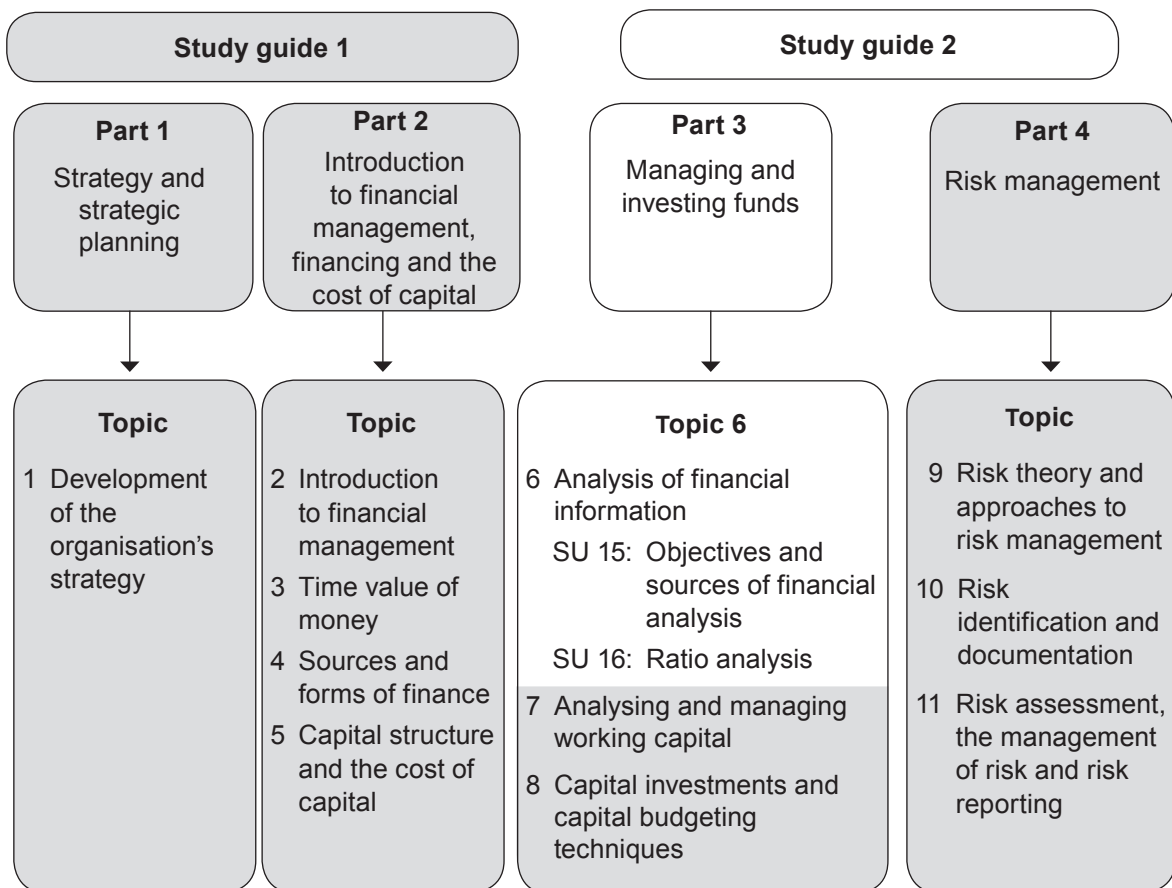 Study guide 1
Study guide 2
Part 1
Strategy and
strategic
planning
Part 2
Introduction
to financial
management,
financing and the
cost of capital
Part 3
Managing and
investing funds
Part 4
Risk management
Topic
1 Development
of the
organisation’s
strategy
Topic
2 Introduction
to financial
management
3 Time value of
money
4 Sources and
forms of finance
5 Capital structure
and the cost of
capital
Topic 6
6 Analysis of financial
information
SU 15: Objectives and
sources of financial
analysis
SU 16: Ratio analysis
7 Analysing and managing
working capital
8 Capital investments and
capital budgeting
techniques
Topic
9 Risk theory and
approaches to
risk management
10 Risk
identification and
documentation
11 Risk assessment,
the management
of risk and risk
reporting